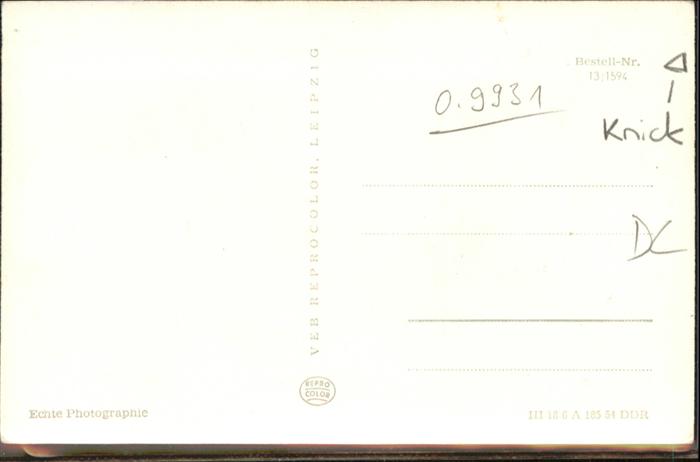 Bestell-Nr.
13/1594
0.9931
Knick
DC
VEB REPROCOLOR, LEIPZIG
REPRO
COLOR
Echte Photographie
III 18 6 A 185 54 DDR